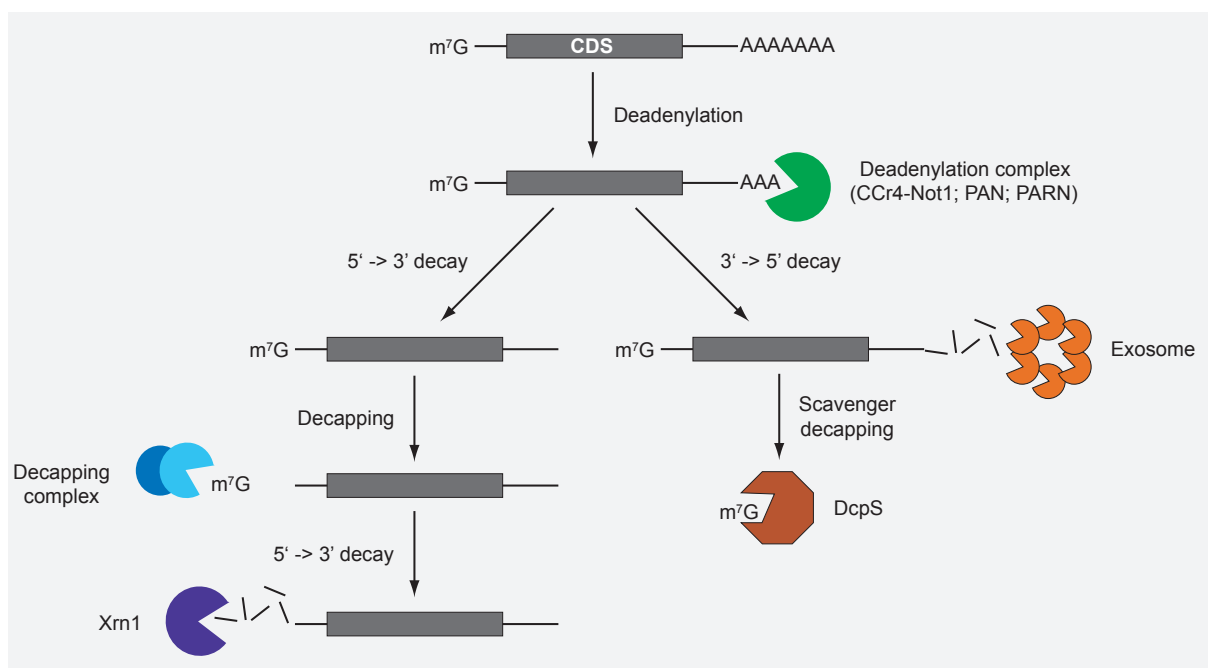 m⁷G CDS AAAAAAA
Deadenylation
m⁷G AAA
Deadenylation complex
(CCr4-Not1; PAN; PARN)
5‘ -> 3’ decay
3‘ -> 5’ decay
m⁷G
m⁷G
Exosome
Decapping
Scavenger
decapping
Decapping
complex
m⁷G
m⁷G
DcpS
5‘ -> 3’ decay
Xrn1